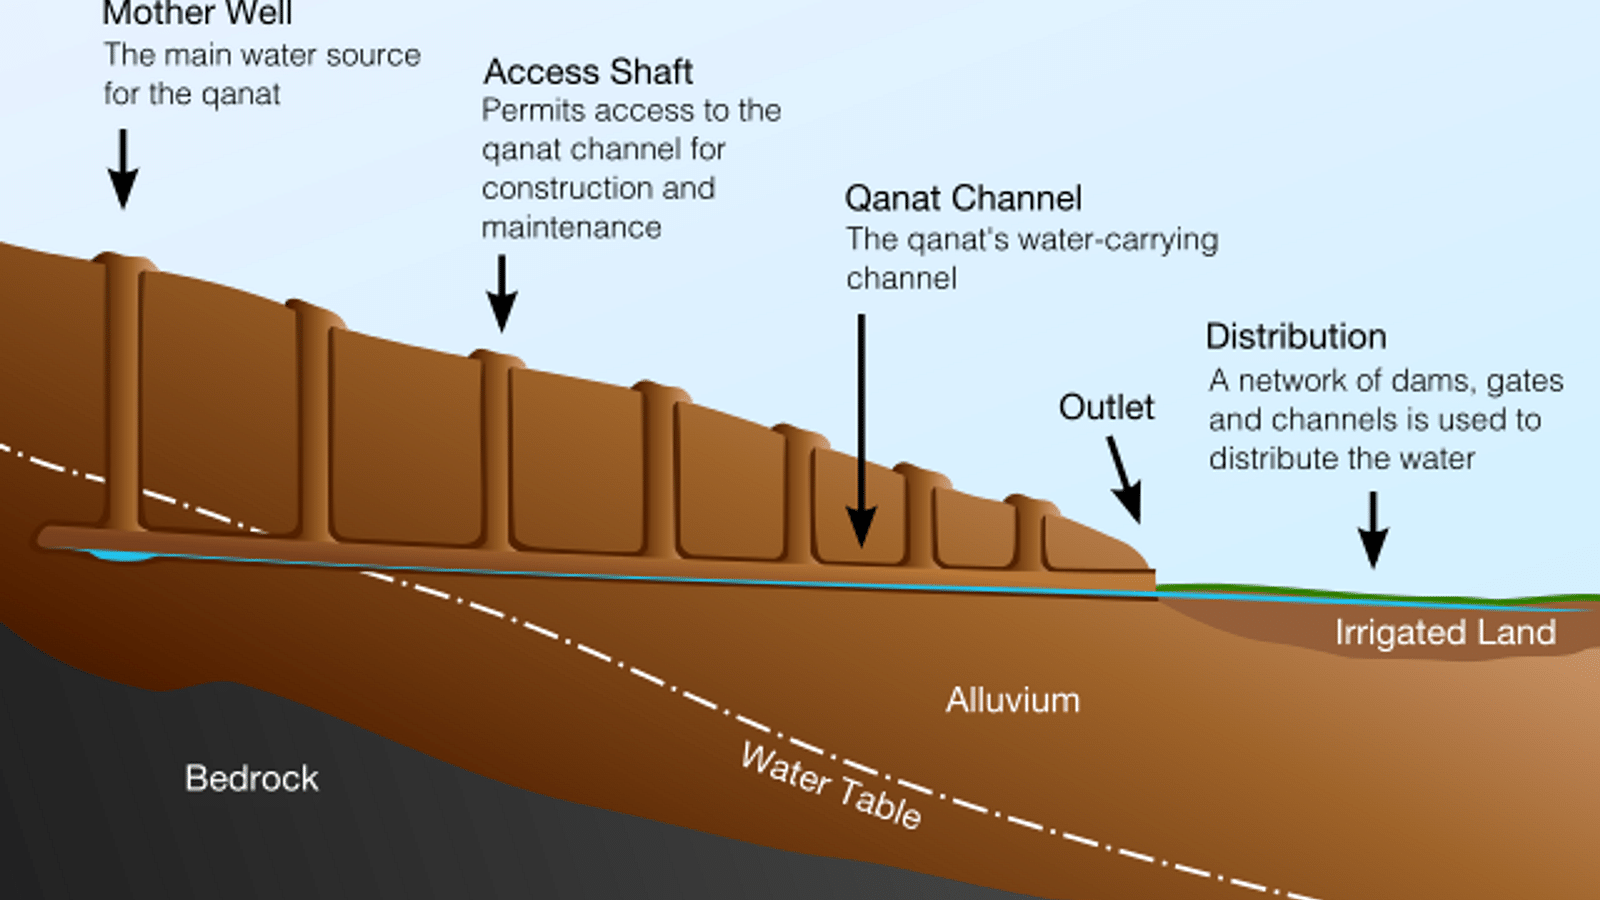 Mother Well
The main water source
for the qanat
Access Shaft
Permits access to the
qanat channel for
construction and
maintenance
Qanat Channel
The qanat's water-carrying
channel
Outlet
Distribution
A network of dams, gates
and channels is used to
distribute the water
Irrigated Land
Alluvium
Water Table
Bedrock